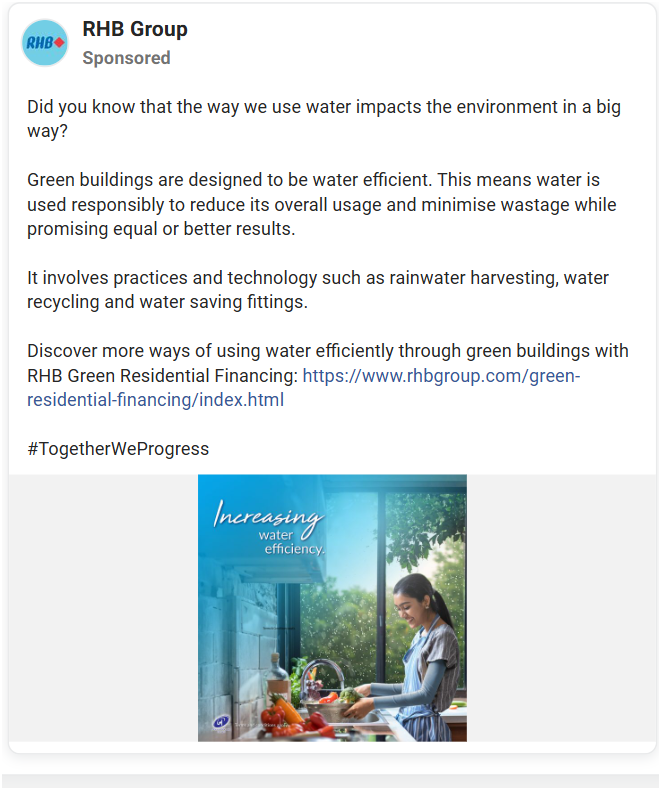 RHB
RHB Group
Sponsored
Did you know that the way we use water impacts the environment in a big
way?
Green buildings are designed to be water efficient. This means water is
used responsibly to reduce its overall usage and minimise wastage while
promising equal or better results.
It involves practices and technology such as rainwater harvesting, water
recycling and water saving fittings.
Discover more ways of using water efficiently through green buildings with
RHB Green Residential Financing: https://www.rhbgroup.com/green-
residential-financing/index.html
#TogetherWeProgress
Increasing
water
efficiency.